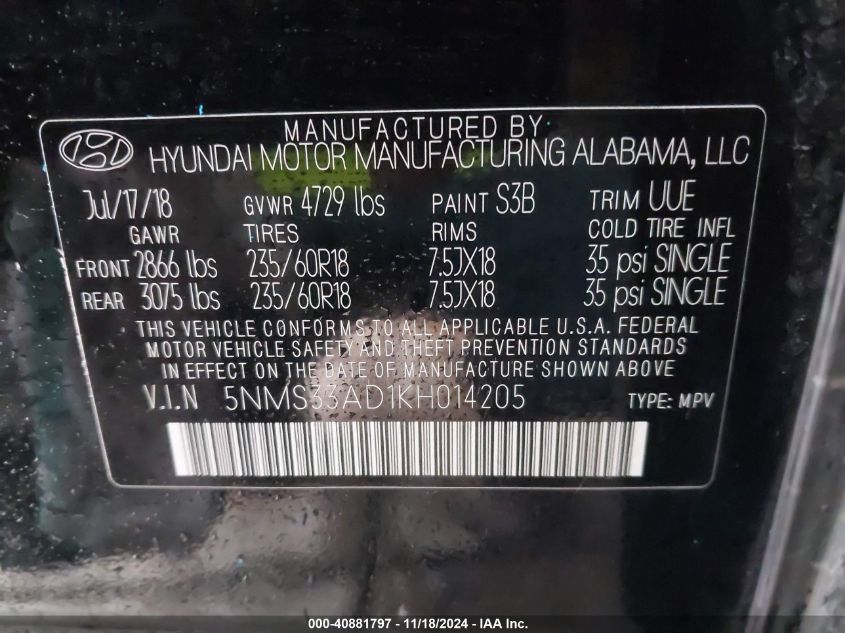 MANUFACTURED BY
HYUNDAI MOTOR MANUFACTURING ALABAMA, LLC
Jul/17/18 GVWR 4729 lbs PAINT S3B TRIM UUE
GAWR TIRES RIMS COLD TIRE INFL
FRONT 2866 lbs 235/60R18 7.5JX18 35 psi SINGLE
REAR 3075 lbs 235/60R18 7.5JX18 35 psi SINGLE
THIS VEHICLE CONFORMS TO ALL APPLICABLE U.S.A. FEDERAL
MOTOR VEHICLE SAFETY AND THEFT PREVENTION STANDARDS
IN EFFECT ON THE DATE OF MANUFACTURE SHOWN ABOVE
V.I.N 5NMS33AD1KH014205 TYPE: MPV
000-40881797 - 11/18/2024 - IAA Inc.